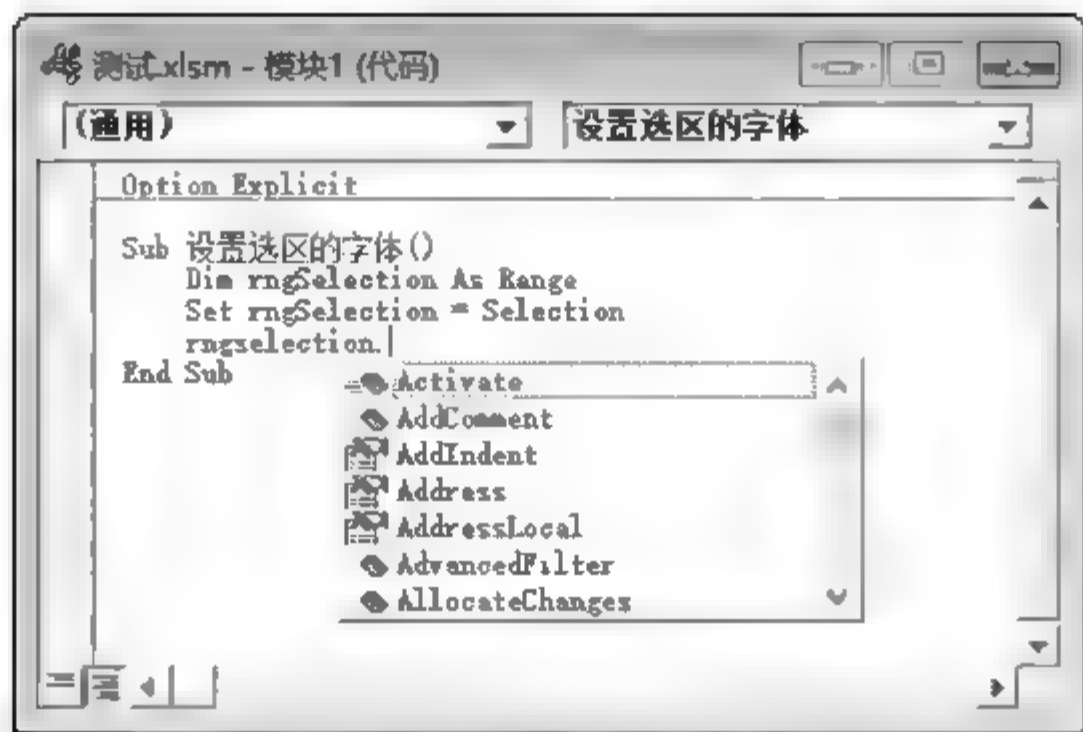 测试.xlsm - 模块1 (代码)
(通用) 设置选区的字体
Option Explicit
Sub 设置选区的字体()
Dim rngSelection As Range
Set rngSelection = Selection
rngselection.
End Sub
Activate
AddComment
AddIndent
Address
AddressLocal
AdvancedFilter
AllocateChanges